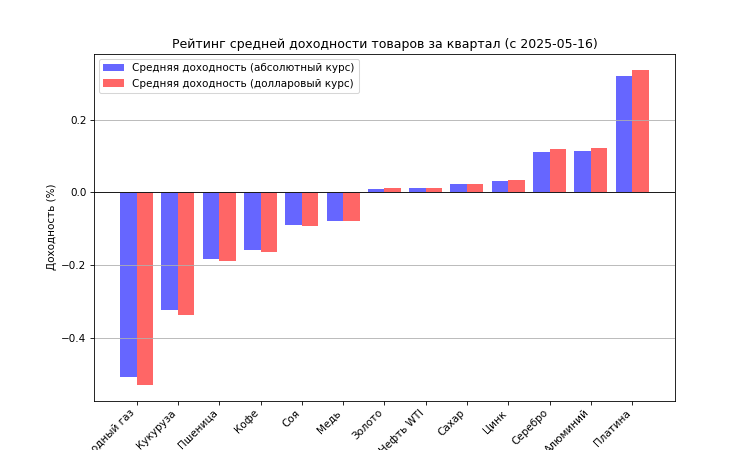 Рейтинг средней доходности товаров за квартал (с 2025-05-16)
Средняя доходность (абсолютный курс)
Средняя доходность (долларовый курс)
Доходность (%)
0.2
0.0
−0.2
−0.4
одный газ
Кукуруза
Пшеница
Кофе
Соя
Медь
Золото
Нефть WTI
Сахар
Цинк
Серебро
Алюминий
Платина